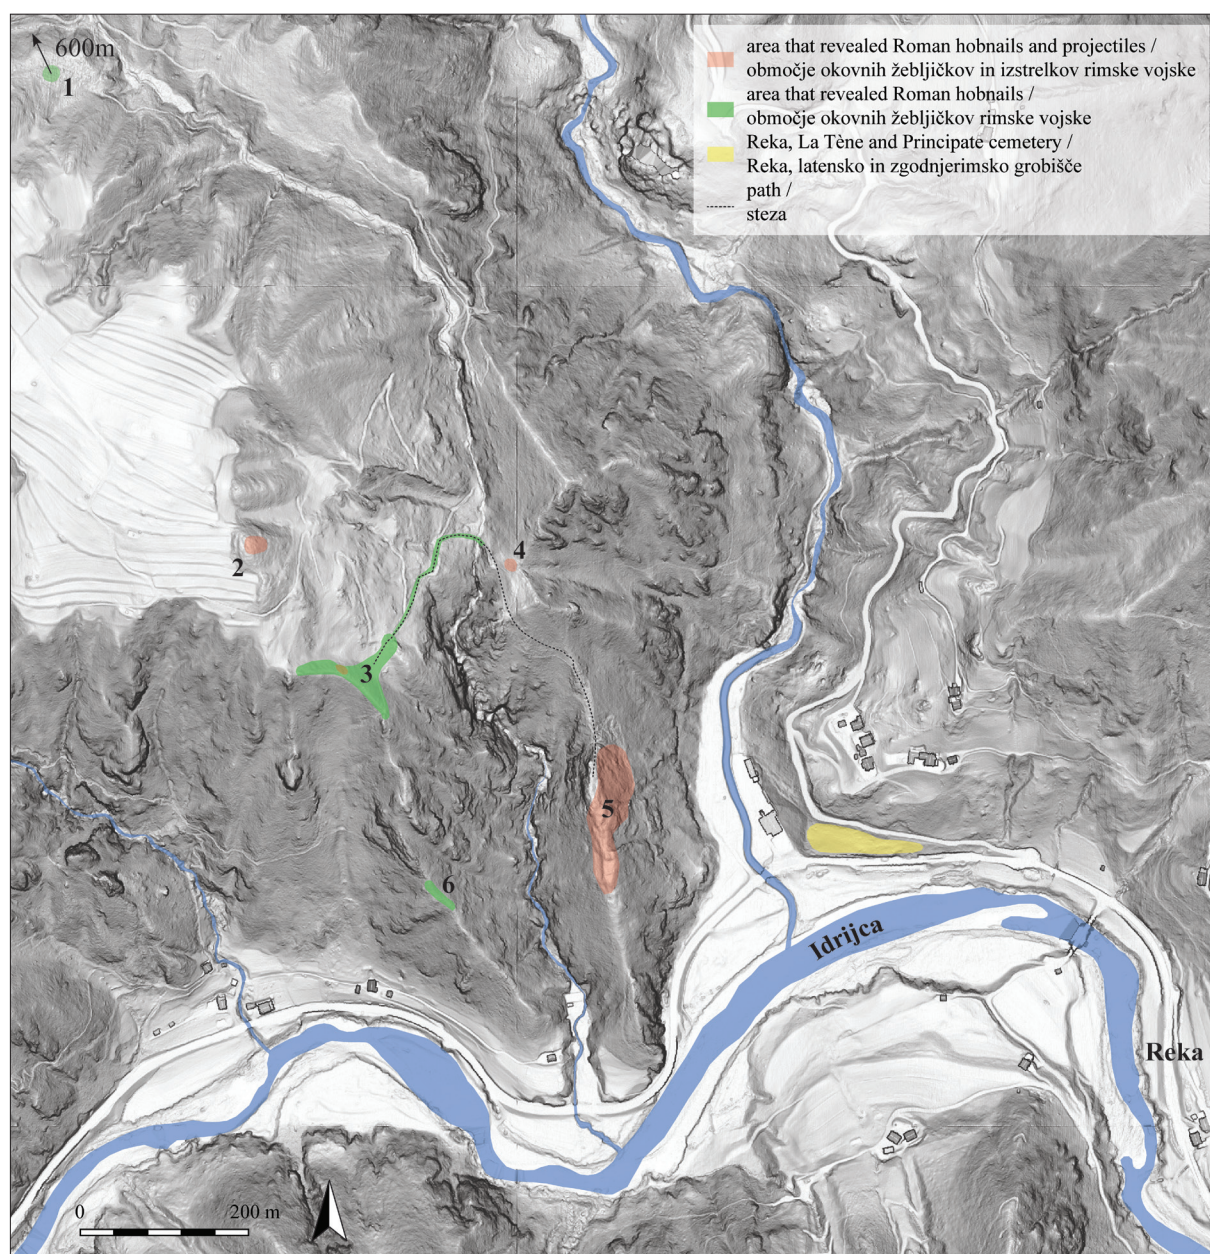 600m
1
area that revealed Roman hobnails and projectiles /
območje okovnih žebljičkov in izstrelkov rimske vojske
area that revealed Roman hobnails /
območje okovnih žebljičkov rimske vojske
Reka, La Tène and Principate cemetery /
Reka, latensko in zgodnjerimsko grobišče
path /
steza
2
4
3
5
6
Idrijca
Reka
0
200 m